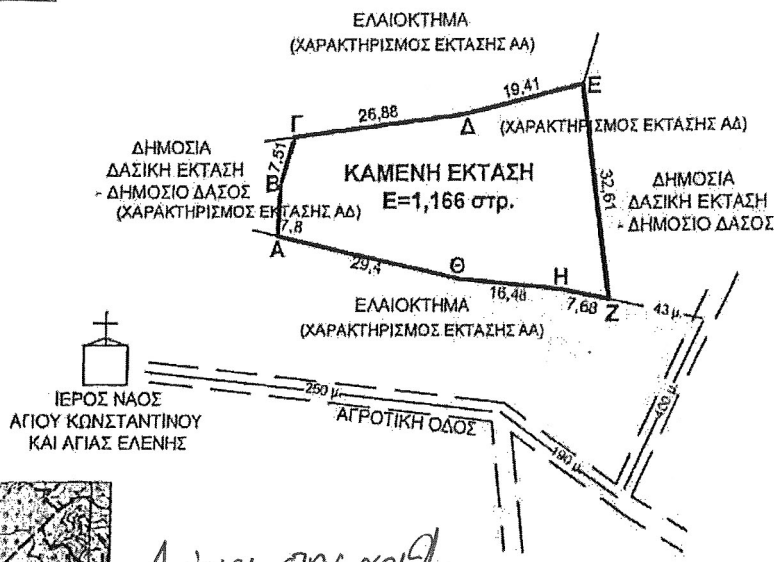 ΕΛΑΙΟΚΤΗΜΑ
(ΧΑΡΑΚΤΗΡΙΣΜΟΣ ΕΚΤΑΣΗΣ ΑΑ)
Ε
19,41
26,88
Δ
Γ
(ΧΑΡΑΚΤΗΡΙΣΜΟΣ ΕΚΤΑΣΗΣ ΑΔ)
7,51
ΔΗΜΟΣΙΑ
ΔΑΣΙΚΗ ΕΚΤΑΣΗ
- ΔΗΜΟΣΙΟ ΔΑΣΟΣ
(ΧΑΡΑΚΤΗΡΙΣΜΟΣ ΕΚΤΑΣΗΣ ΑΔ)
Β
ΚΑΜΕΝΗ ΕΚΤΑΣΗ
Ε=1,166 στρ.
32,61
ΔΗΜΟΣΙΑ
ΔΑΣΙΚΗ ΕΚΤΑΣΗ
- ΔΗΜΟΣΙΟ ΔΑΣΟΣ
7,8
Α
29,4
Θ
16,48
Η
7,68
Ζ
43 μ.
ΕΛΑΙΟΚΤΗΜΑ
(ΧΑΡΑΚΤΗΡΙΣΜΟΣ ΕΚΤΑΣΗΣ ΑΑ)
ΙΕΡΟΣ ΝΑΟΣ
ΑΓΙΟΥ ΚΩΝΣΤΑΝΤΙΝΟΥ
ΚΑΙ ΑΓΙΑΣ ΕΛΕΝΗΣ
250 μ.
ΑΓΡΟΤΙΚΗ ΟΔΟΣ
190 μ.
400 μ.